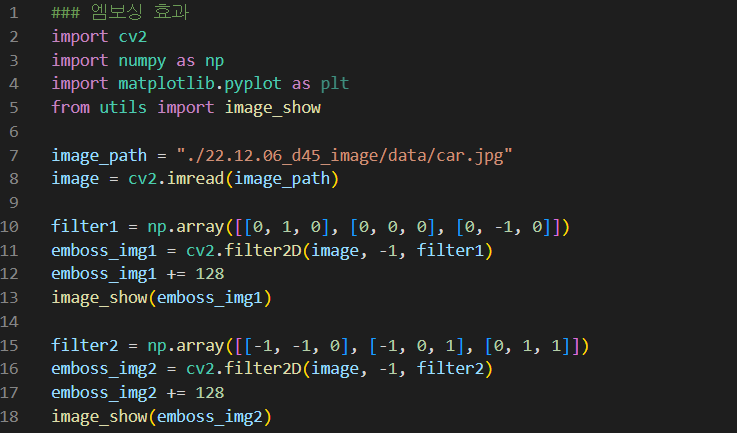 1 ### 엠보싱 효과
2 import cv2
3 import numpy as np
4 import matplotlib.pyplot as plt
5 from utils import image_show
6
7 image_path = "./22.12.06_d45_image/data/car.jpg"
8 image = cv2.imread(image_path)
9
10 filter1 = np.array([[0, 1, 0], [0, 0, 0], [0, -1, 0]])
11 emboss_img1 = cv2.filter2D(image, -1, filter1)
12 emboss_img1 += 128
13 image_show(emboss_img1)
14
15 filter2 = np.array([[-1, -1, 0], [-1, 0, 1], [0, 1, 1]])
16 emboss_img2 = cv2.filter2D(image, -1, filter2)
17 emboss_img2 += 128
18 image_show(emboss_img2)